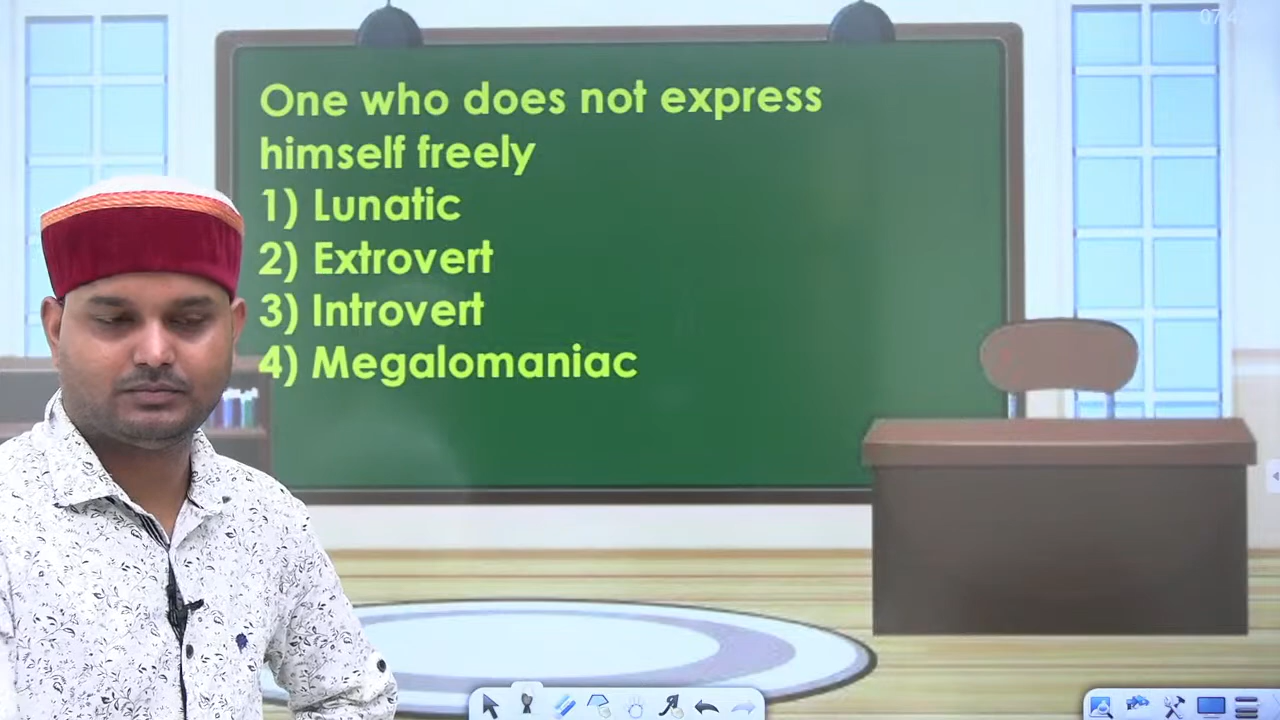 One who does not express
himself freely
1) Lunatic
2) Extrovert
3) Introvert
4) Megalomaniac